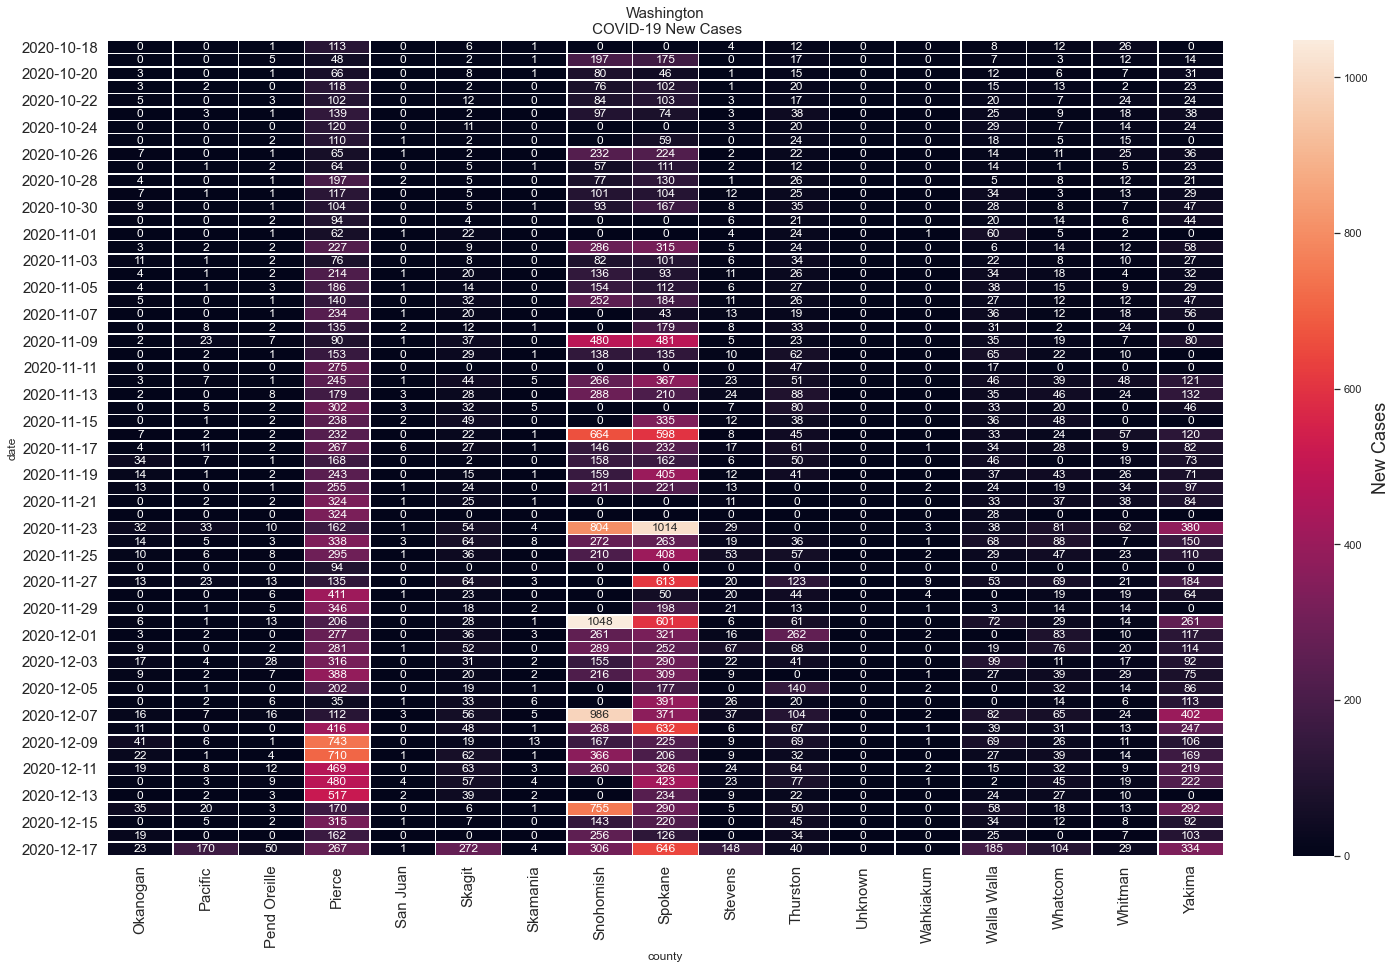 Washington
COVID-19 New Cases
2020-10-18 0 0 1 113 0 6 1 0 0 4 12 0 0 8 12 26 0
0 0 5 48 0 2 1 197 175 0 17 0 0 7 3 12 14
2020-10-20 3 0 1 66 0 8 1 80 46 1 15 0 0 12 6 7 31
3 2 0 118 0 2 0 76 102 1 20 0 0 15 13 2 23
2020-10-22 5 0 3 102 0 12 0 84 103 3 17 0 0 20 7 24 24
0 3 1 139 0 2 0 97 74 3 38 0 0 25 9 18 38
2020-10-24 0 0 0 120 0 11 0 0 0 3 20 0 0 29 7 14 24
0 0 2 110 1 2 0 0 59 0 24 0 0 18 5 15 0
2020-10-26 7 0 1 65 1 2 0 232 224 2 22 0 0 14 11 25 36
0 1 2 64 0 5 1 57 111 2 12 0 0 14 1 5 23
2020-10-28 4 0 1 197 2 5 0 77 130 1 26 0 0 5 8 12 21
7 1 1 117 0 5 0 101 104 12 25 0 0 34 3 13 29
2020-10-30 9 0 1 104 0 5 1 93 167 8 35 0 0 28 8 7 47
0 0 2 94 0 4 0 0 0 6 21 0 0 20 14 6 44
2020-11-01 0 0 1 62 1 22 0 0 0 4 24 0 1 60 5 2 0
3 2 2 227 0 9 0 286 315 5 24 0 0 6 14 12 58
2020-11-03 11 1 2 76 0 8 0 82 101 6 34 0 0 22 8 10 27
4 1 2 214 1 20 0 136 93 11 26 0 0 34 18 4 32
2020-11-05 4 1 3 186 1 14 0 154 112 6 27 0 0 38 15 9 29
5 0 1 140 0 32 0 252 184 11 26 0 0 27 12 12 47
2020-11-07 0 0 1 234 1 20 0 0 43 13 19 0 0 36 12 18 56
0 8 2 135 2 12 1 0 179 8 33 0 0 31 2 24 0
2020-11-09 2 23 7 90 1 37 0 480 481 5 23 0 0 35 19 7 80
0 2 1 153 0 29 1 138 135 10 62 0 0 65 22 10 0
2020-11-11 0 0 0 275 0 0 0 0 0 0 47 0 0 17 0 0 0
3 7 1 245 1 44 5 266 367 23 51 0 0 46 39 48 121
2020-11-13 2 0 8 179 3 28 0 288 210 24 88 0 0 35 46 24 132
0 5 2 302 3 32 5 0 0 7 80 0 0 33 20 0 46
2020-11-15 0 1 2 238 2 49 0 0 335 12 38 0 0 36 48 0 0
7 2 2 232 0 22 1 664 598 8 45 0 0 33 24 57 120
2020-11-17 4 11 2 267 6 27 1 146 232 17 61 0 1 34 28 9 82
34 7 1 168 0 2 0 158 162 6 50 0 0 46 0 19 73
2020-11-19 14 1 2 243 0 15 1 159 405 12 41 0 0 37 43 26 71
13 0 1 255 1 24 0 211 221 13 0 0 2 24 19 34 97
2020-11-21 0 2 2 324 1 25 1 0 0 11 0 0 0 33 37 38 84
0 0 0 324 0 0 0 0 0 0 0 0 0 28 0 0 0
2020-11-23 32 33 10 162 1 54 4 804 1014 29 0 0 3 38 81 62 380
14 5 3 338 3 64 8 272 263 19 36 0 1 68 88 7 150
2020-11-25 10 6 8 295 1 36 0 210 408 53 57 0 2 29 47 23 110
0 0 0 94 0 0 0 0 0 0 0 0 0 0 0 0 0
2020-11-27 13 23 13 135 0 64 3 0 613 20 123 0 9 53 69 21 184
0 0 6 411 1 23 0 0 50 20 44 0 4 0 19 19 64
2020-11-29 0 1 5 346 0 18 2 0 198 21 13 0 1 3 14 14 0
6 1 13 206 0 28 1 1048 601 6 61 0 0 72 29 14 261
2020-12-01 3 2 0 277 0 36 3 261 321 16 262 0 2 0 83 10 117
9 0 2 281 1 52 0 289 252 67 68 0 0 19 76 20 114
2020-12-03 17 4 28 316 0 31 2 155 290 22 41 0 0 99 11 17 92
9 2 7 388 0 20 2 216 309 9 0 0 1 27 39 29 75
2020-12-05 0 1 0 202 0 19 1 0 177 0 140 0 2 0 32 14 86
0 2 6 35 1 33 6 0 391 26 20 0 0 0 14 6 113
2020-12-07 16 7 16 112 3 56 5 986 371 37 104 0 2 82 65 24 402
11 0 0 416 0 48 1 268 632 6 67 0 1 39 31 13 247
2020-12-09 41 6 1 743 0 19 13 167 225 9 69 0 1 69 26 11 106
22 1 4 710 1 62 1 366 206 9 32 0 0 27 39 14 169
2020-12-11 19 8 12 469 0 63 3 260 326 24 64 0 2 15 32 9 219
0 3 9 480 4 57 4 0 423 23 77 0 1 2 45 19 222
2020-12-13 0 2 3 517 2 39 2 0 234 9 22 0 0 24 27 10 0
35 20 3 170 0 6 1 755 290 5 50 0 0 58 18 13 292
2020-12-15 0 5 2 315 1 7 0 143 220 0 45 0 0 34 12 8 92
19 0 0 162 0 0 0 256 126 0 34 0 0 25 0 7 103
2020-12-17 23 170 50 267 1 272 4 306 646 148 40 0 0 185 104 29 334
date
Okanogan Pacific Pend Oreille Pierce San Juan Skagit Skamania Snohomish Spokane Stevens Thurston Unknown Wahkiakum Walla Walla Whatcom Whitman Yakima
county
1000
800
600
400
200
0
New Cases